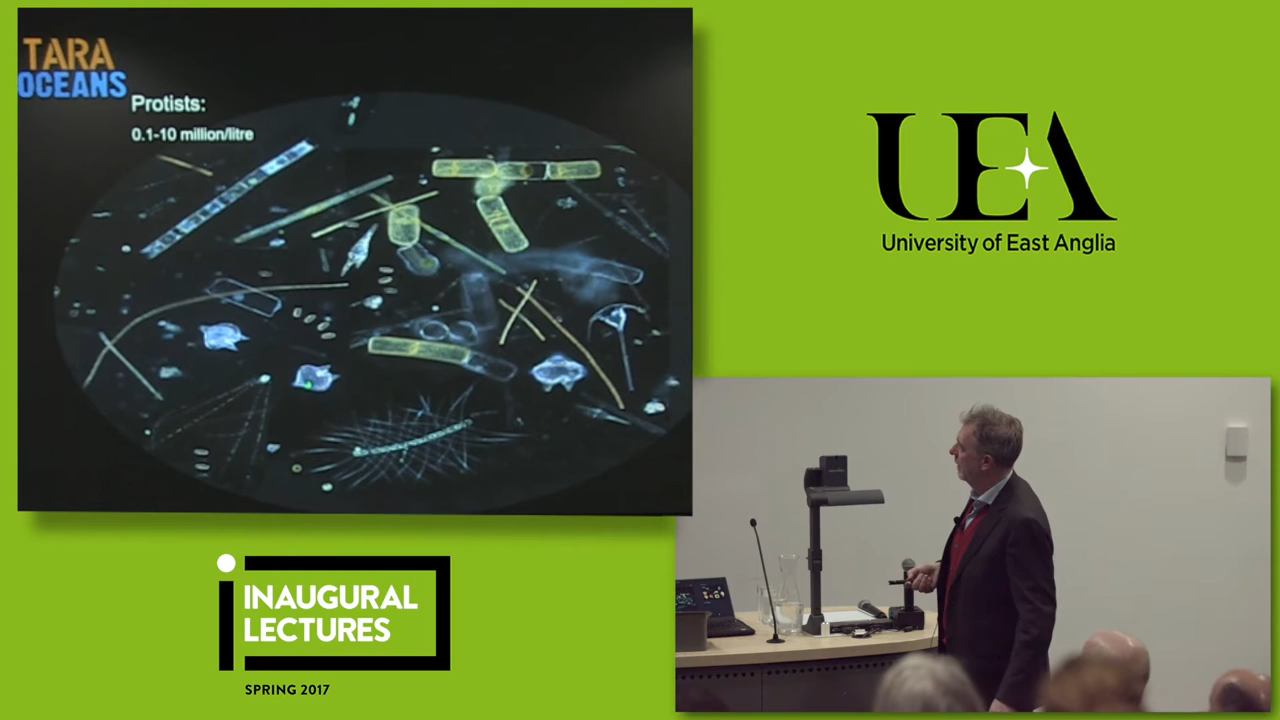 TARA
OCEANS
Protists:
0.1-10 million/litre
UEA
University of East Anglia
INAUGURAL
LECTURES
SPRING 2017